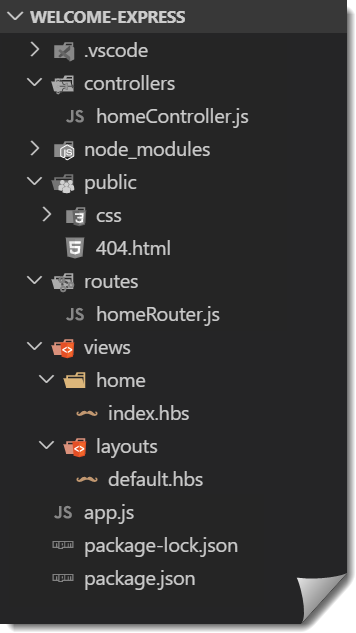 WELCOME-EXPRESS
.vscode
controllers
JS homeController.js
node_modules
public
css
404.html
routes
JS homeRouter.js
views
home
index.hbs
layouts
default.hbs
JS app.js
package-lock.json
package.json